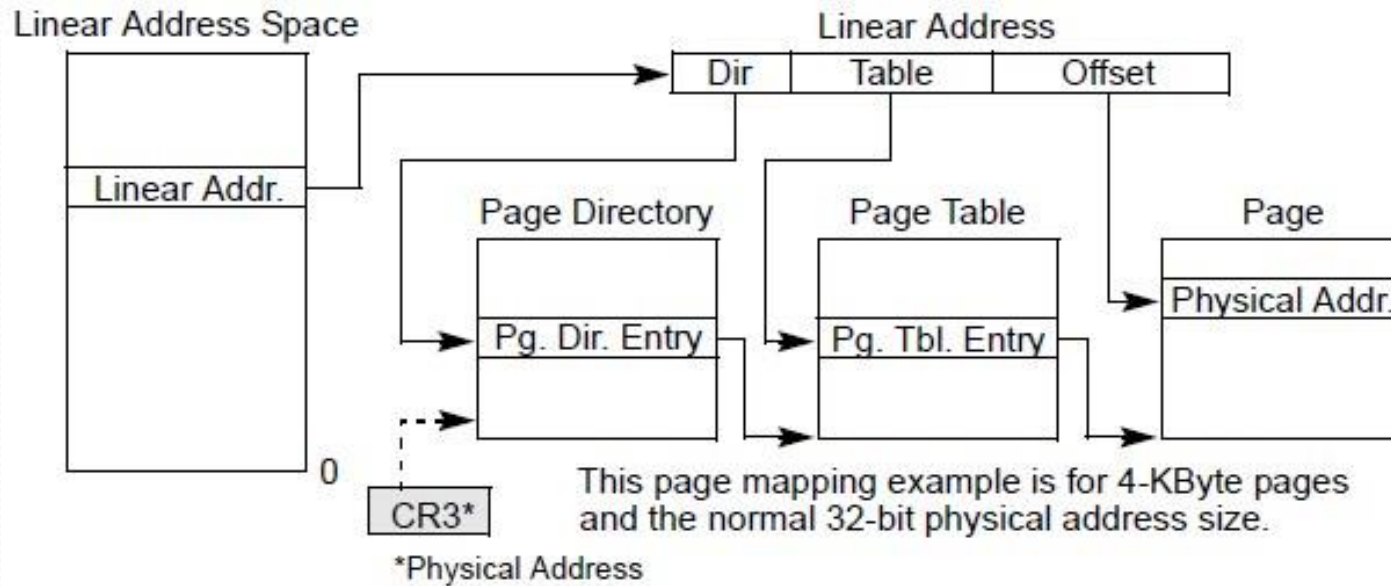 Linear Address Space
Linear Address
Dir
Table
Offset
Linear Addr.
Page Directory
Page Table
Page
Physical Addr.
Pg. Dir. Entry
Pg. Tbl. Entry
0
CR3*
This page mapping example is for 4-KByte pages
and the normal 32-bit physical address size.
*Physical Address